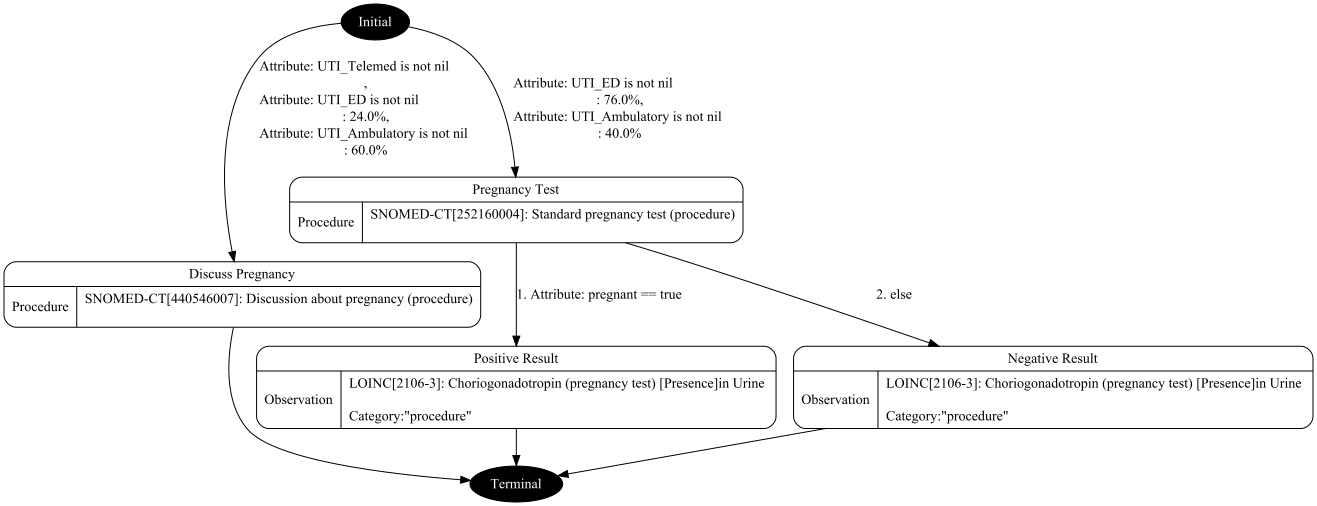 Initial
Attribute: UTI_Telemed is not nil
,
Attribute: UTI_ED is not nil
: 24.0%,
Attribute: UTI_Ambulatory is not nil
: 60.0%
Attribute: UTI_ED is not nil
: 76.0%,
Attribute: UTI_Ambulatory is not nil
: 40.0%
Pregnancy Test
Procedure
SNOMED-CT[252160004]: Standard pregnancy test (procedure)
Discuss Pregnancy
Procedure
SNOMED-CT[440546007]: Discussion about pregnancy (procedure)
1. Attribute: pregnant == true
2. else
Positive Result
Observation
LOINC[2106-3]: Choriogonadotropin (pregnancy test) [Presence]in Urine
Category:"procedure"
Negative Result
Observation
LOINC[2106-3]: Choriogonadotropin (pregnancy test) [Presence]in Urine
Category:"procedure"
Terminal